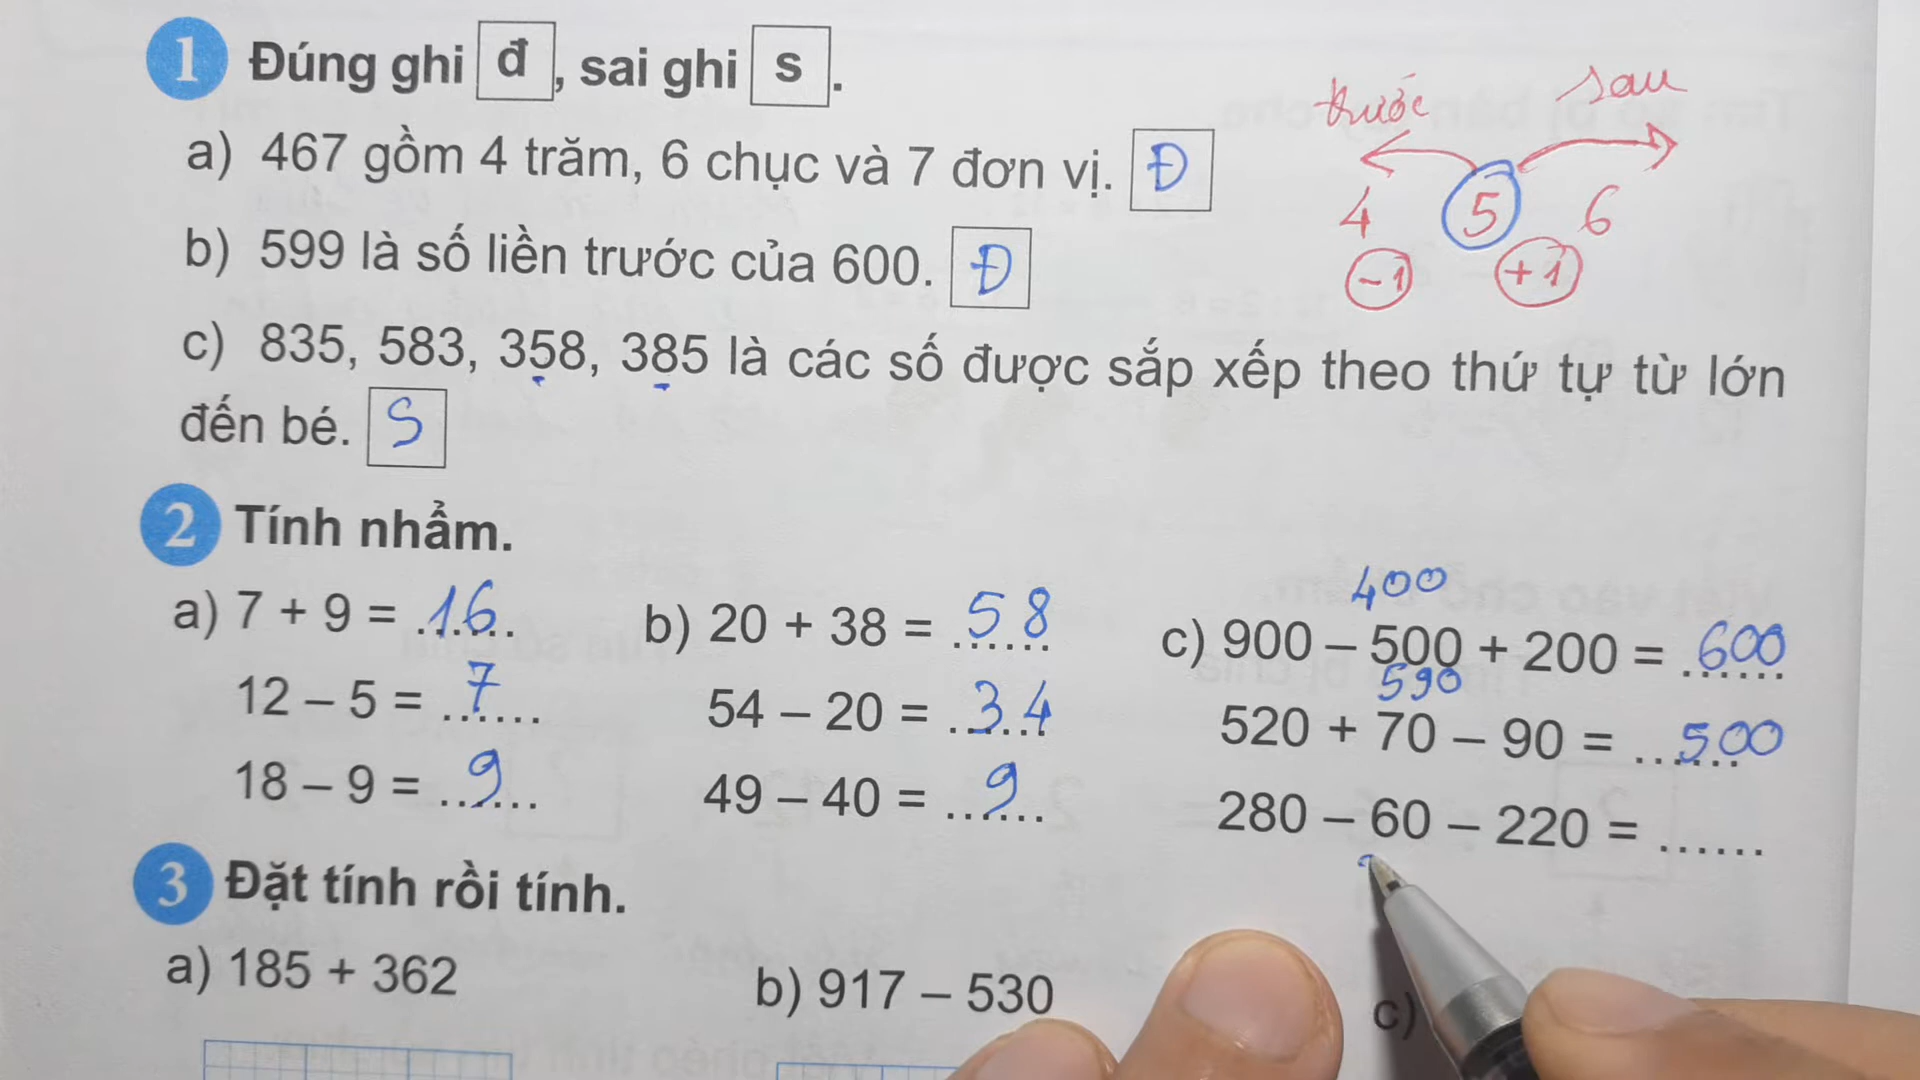 1 Đúng ghi đ, sai ghi s.
trước sau
a) 467 gồm 4 trăm, 6 chục và 7 đơn vị. Đ
4 5 6
b) 599 là số liền trước của 600. Đ
-1 +1
c) 835, 583, 358, 385 là các số được sắp xếp theo thứ tự từ lớn
đến bé. S
2 Tính nhẩm.
400
a) 7 + 9 = 16 b) 20 + 38 = 58 c) 900 – 500 + 200 = 600
590
12 – 5 = 7 54 – 20 = 34 520 + 70 – 90 = 500
18 – 9 = 9 49 – 40 = 9 280 – 60 – 220 = ......
3 Đặt tính rồi tính.
a) 185 + 362 b) 917 – 530 c)